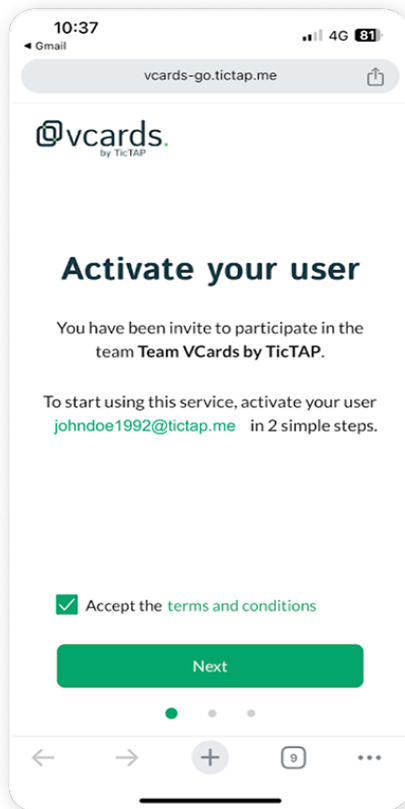 10:37
4G 81
◀ Gmail
vcards-go.tictap.me
vcards.
by TicTAP
Activate your user
You have been invite to participate in the
team Team VCards by TicTAP.
To start using this service, activate your user
johndoe1992@tictap.me in 2 simple steps.
Accept the terms and conditions
Next
9